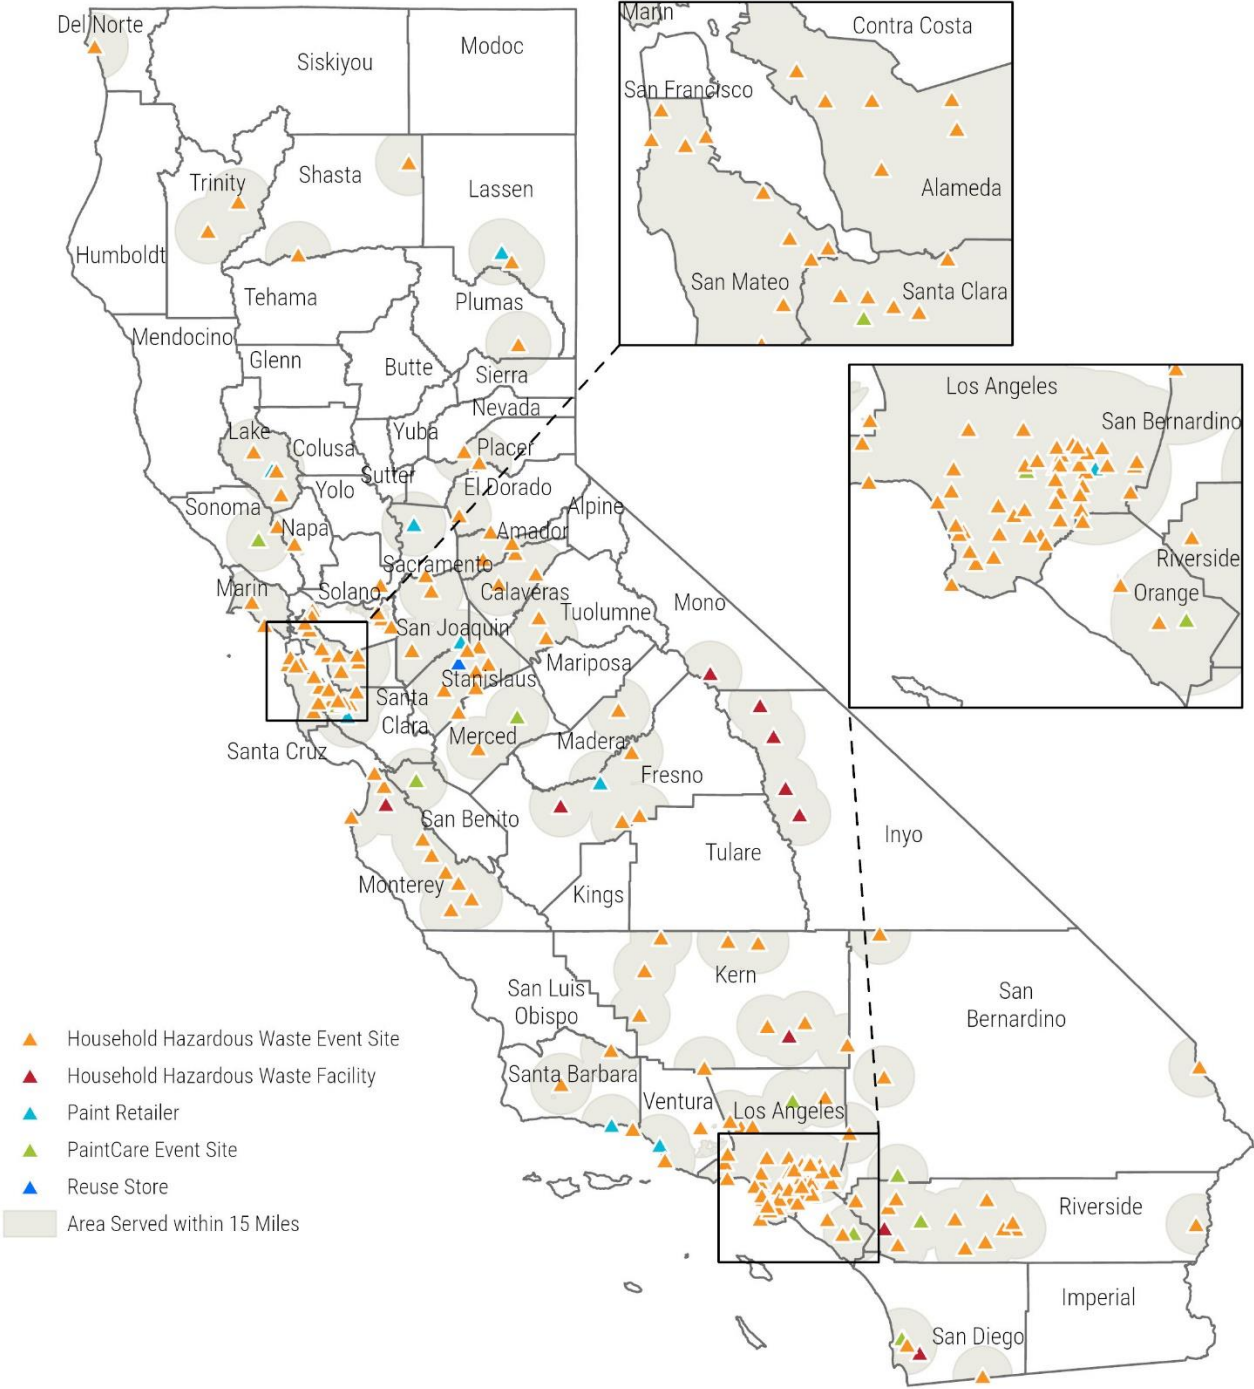 Del Norte
Siskiyou
Modoc
Trinity
Shasta
Lassen
Humboldt
Tehama
Plumas
Mendocino
Glenn
Butte
Sierra
Nevada
Yuba
Placer
Lake
Colusa
Sutter
El Dorado
Yolo
Sonoma
Napa
Alpine
Amador
Sacramento
Marin
Solano
Calaveras
Tuolumne
Mono
San Joaquin
Mariposa
Stanislaus
Santa
Clara
Merced
Madera
Santa Cruz
Fresno
San Benito
Inyo
Tulare
Monterey
Kings
Kern
San Luis
Obispo
San
Bernardino
Santa Barbara
Ventura
Los Angeles
Riverside
Imperial
San Diego
Marin
Contra Costa
San Francisco
Alameda
San Mateo
Santa Clara
Los Angeles
San Bernardino
Riverside
Orange
Household Hazardous Waste Event Site
Household Hazardous Waste Facility
Paint Retailer
PaintCare Event Site
Reuse Store
Area Served within 15 Miles